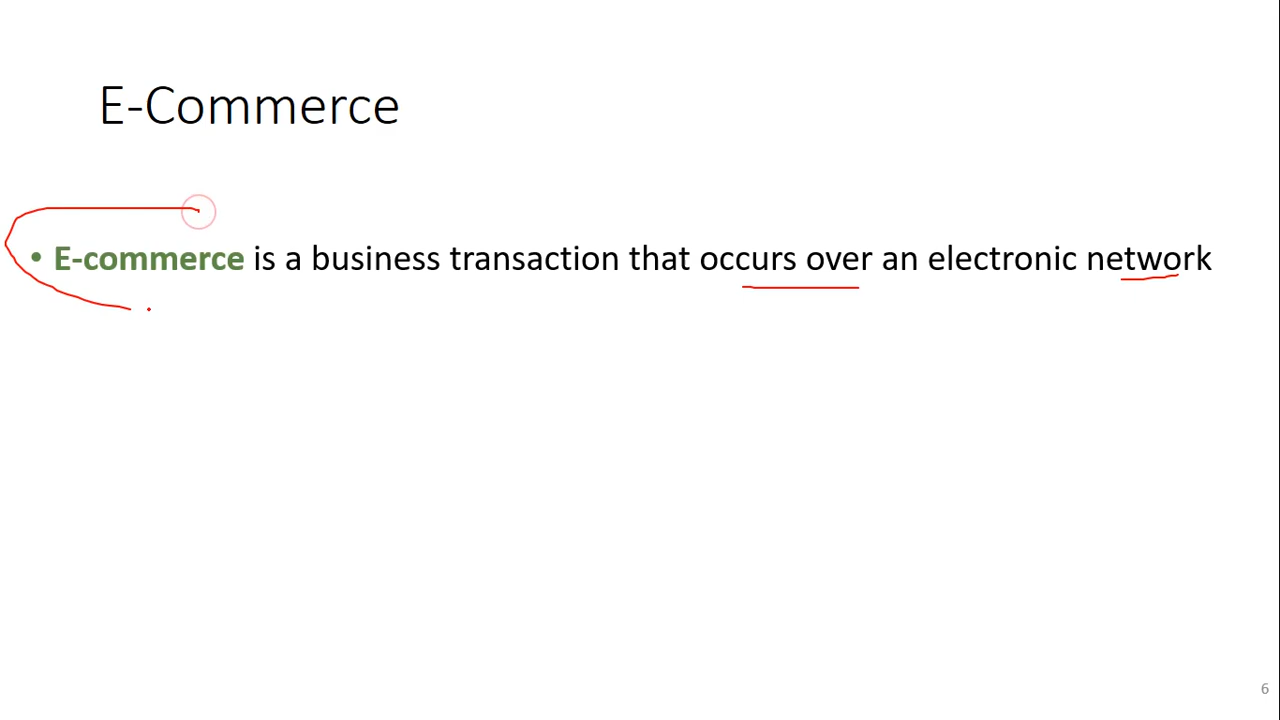 E-Commerce
• E-commerce is a business transaction that occurs over an electronic network
6